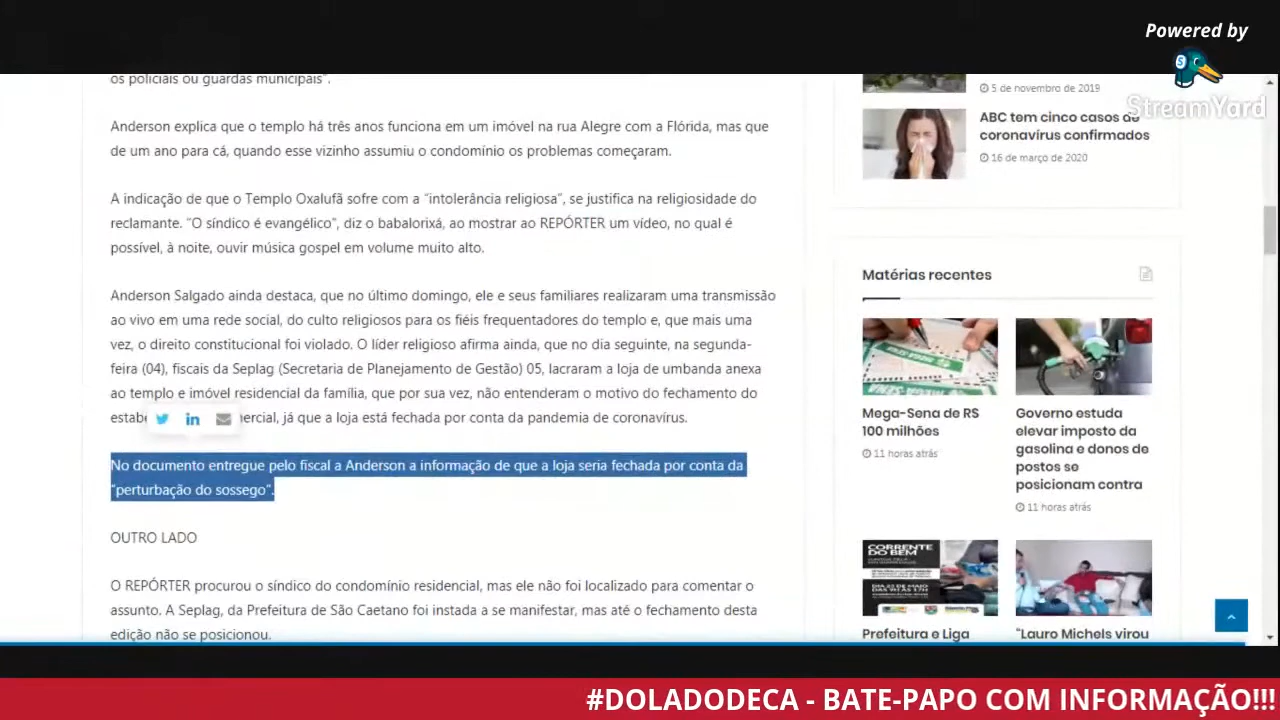 Powered by
StreamYard
os policiais ou guardas municipais".
Anderson explica que o templo há três anos funciona em um imóvel na rua Alegre com a Flórida, mas que
de um ano para cá, quando esse vizinho assumiu o condomínio os problemas começaram.
A indicação de que o Templo Oxalufã sofre com a “intolerância religiosa”, se justifica na religiosidade do
reclamante. “O síndico é evangélico”, diz o babalorixá, ao mostrar ao REPÓRTER um vídeo, no qual é
possível, à noite, ouvir música gospel em volume muito alto.
Anderson Salgado ainda destaca, que no último domingo, ele e seus familiares realizaram uma transmissão
ao vivo em uma rede social, do culto religiosos para os fiéis frequentadores do templo e, que mais uma
vez, o direito constitucional foi violado. O líder religioso afirma ainda, que no dia seguinte, na segunda-
feira (04), fiscais da Seplag (Secretaria de Planejamento de Gestão) 05, lacraram a loja de umbanda anexa
ao templo e imóvel residencial da família, que por sua vez, não entenderam o motivo do fechamento do
estabe ercial, já que a loja está fechada por conta da pandemia de coronavírus.
No documento entregue pelo fiscal a Anderson a informação de que a loja seria fechada por conta da
“perturbação do sossego”.
OUTRO LADO
O REPÓRTER procurou o síndico do condomínio residencial mas ele não foi localizado para comentar o
assunto. A Seplag, da Prefeitura de São Caetano foi instada a se manifestar, mas até o fechamento desta
edição não se posicionou.
5 de novembro de 2019
ABC tem cinco casos de
coronavírus confirmados
16 de março de 2020
Matérias recentes
Mega-Sena de R$
100 milhões
11 horas atrás
Governo estuda
elevar imposto da
gasolina e donos de
postos se
posicionam contra
11 horas atrás
CORRENTE
DO BEM
Prefeitura e Liga
“Lauro Michels virou
#DOLADODECA - BATE-PAPO COM INFORMAÇÃO!!!